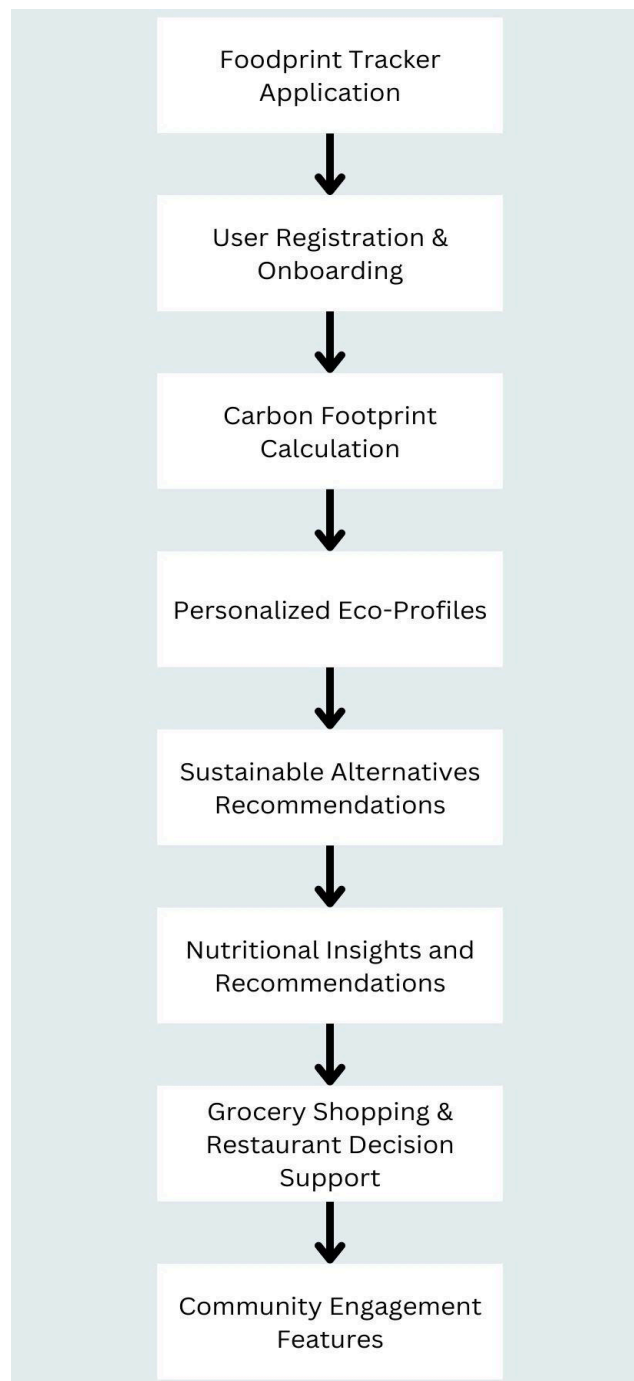 Foodprint Tracker
Application
User Registration &
Onboarding
Carbon Footprint
Calculation
Personalized Eco-Profiles
Sustainable Alternatives
Recommendations
Nutritional Insights and
Recommendations
Grocery Shopping &
Restaurant Decision
Support
Community Engagement
Features